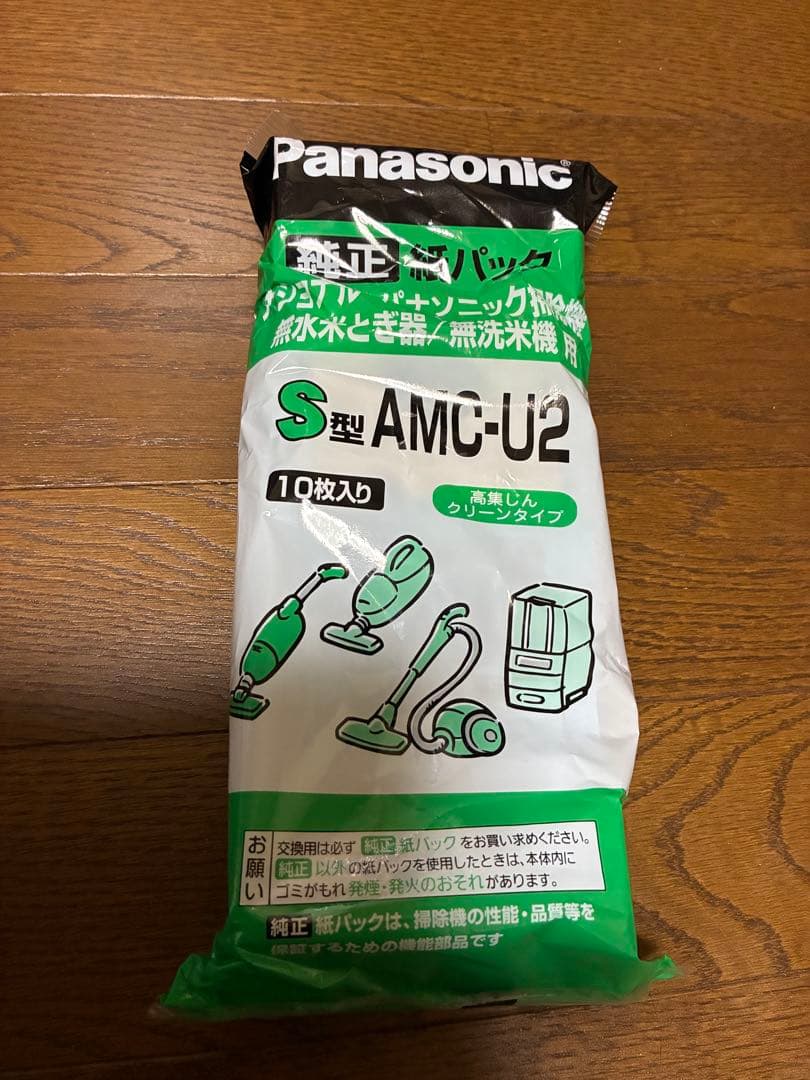 Panasonic®
純正 紙パック
ナショナル・パナソニック掃除機
無水米とぎ器/無洗米機 用
S型 AMC-U2
10枚入り
高集じん
クリーンタイプ
お願い
交換用は必ず 純正 紙パック をお買い求めください。
純正 以外 の紙パックを使用したときは、本体内に
ゴミがもれ発煙・発火のおそれがあります。
純正 紙パックは、掃除機の性能・品質等を
保証するための機能部品です